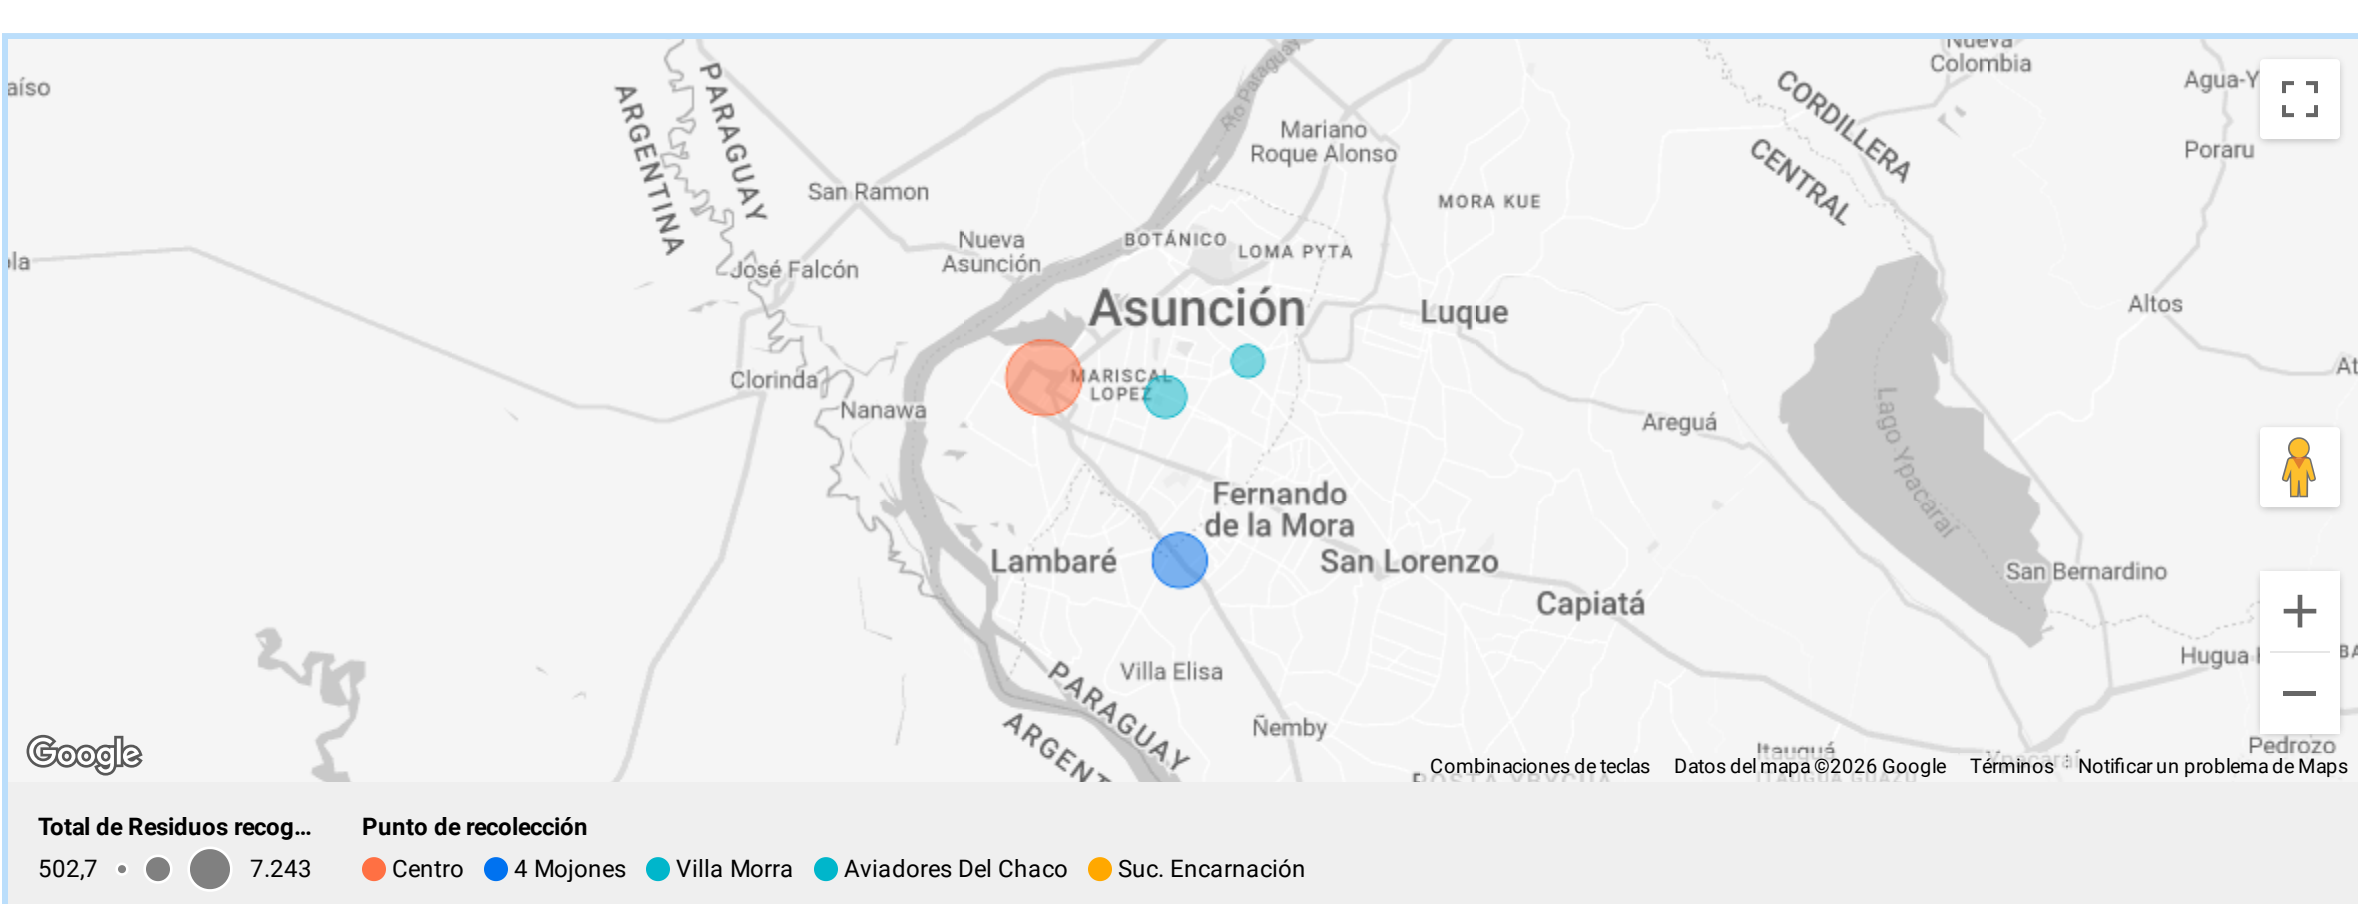 Nueva
Colombia
aíso
Agua-Y
PARAGUAY
ARGENTINA
Río Paraguay
CORDILLERA
CENTRAL
Mariano
Roque Alonso
Poraru
San Ramon
MORA KUE
Nueva
Asunción
BOTÁNICO
LOMA PYTA
José Falcón
Asunción
Luque
Altos
MARISCAL
LOPEZ
Clorinda
Nanawa
Areguá
Lago Ypacaraí
Fernando
de la Mora
Lambaré
San Lorenzo
San Bernardino
Capiatá
Villa Elisa
Hugua
PARAGUAY
Ñemby
Itauguá
Ypacaraí
Pedrozo
Google
Combinaciones de teclas
Datos del mapa ©2026 Google
Términos
Notificar un problema de Maps
Total de Residuos recog...
Punto de recolección
502,7
7.243
Centro
4 Mojones
Villa Morra
Aviadores Del Chaco
Suc. Encarnación